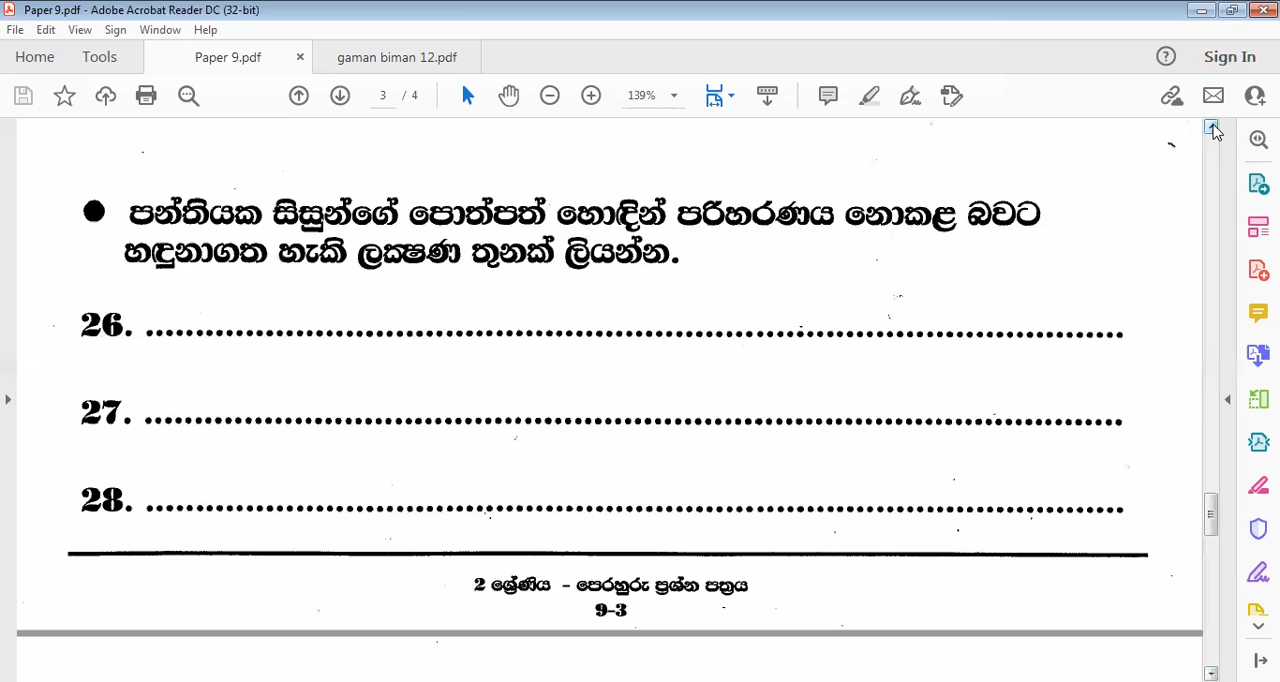 Paper 9.pdf - Adobe Acrobat Reader DC (32-bit)
File Edit View Sign Window Help
Home Tools Paper 9.pdf × gaman biman 12.pdf Sign In
3 / 4 139%
● පන්තියක සිසුන්ගේ පොත්පත් හොඳින් පරිහරණය නොකළ බවට
හඳුනාගත හැකි ලක්ෂණ තුනක් ලියන්න.
26. ....................................................................................................
27. ....................................................................................................
28. ....................................................................................................
2 ශ්‍රේණිය - පෙරහුරු ප්‍රශ්න පත්‍රය
9-3